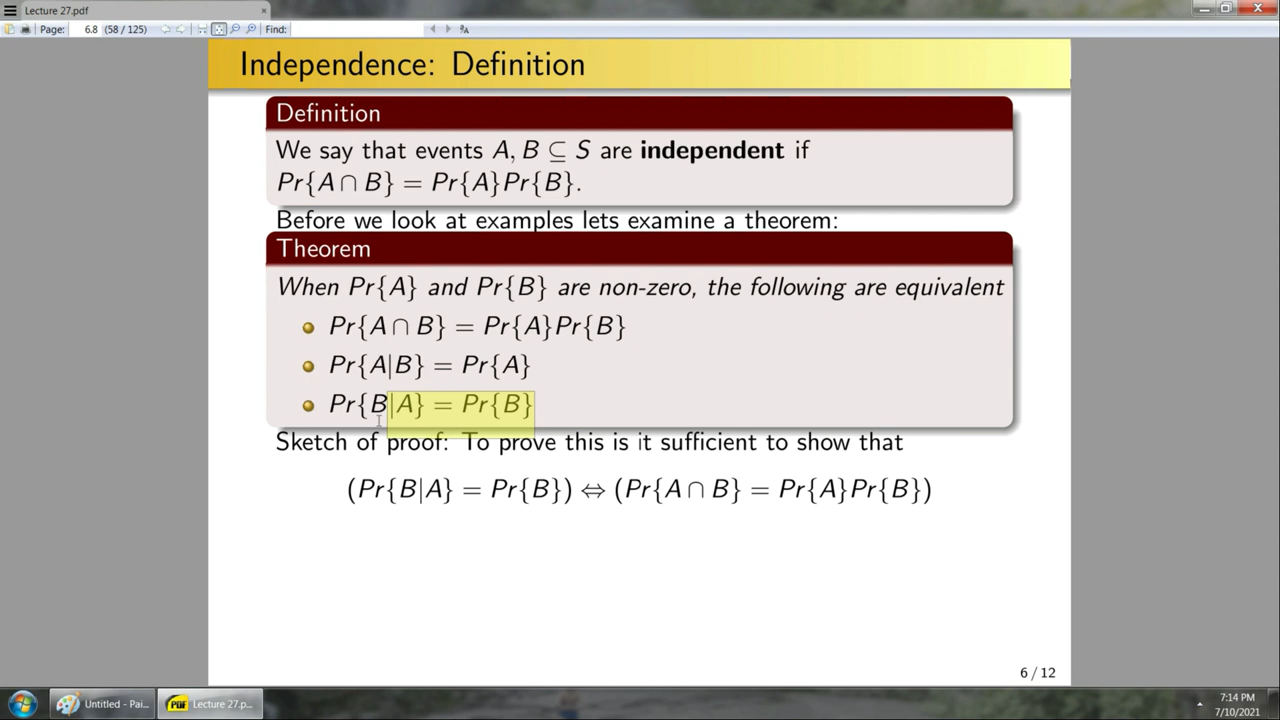 Lecture 27.pdf
Page: 6.8 (58 / 125) Find:
Independence: Definition
Definition
We say that events A, B ⊆ S are independent if
Pr{A ∩ B} = Pr{A}Pr{B}.
Before we look at examples lets examine a theorem:
Theorem
When Pr{A} and Pr{B} are non-zero, the following are equivalent
Pr{A ∩ B} = Pr{A}Pr{B}
Pr{A|B} = Pr{A}
Pr{B|A} = Pr{B}
Sketch of proof: To prove this is it sufficient to show that
(Pr{B|A} = Pr{B}) ⇔ (Pr{A ∩ B} = Pr{A}Pr{B})
6 / 12
Untitled - Pai...
PDF Lecture 27.p...
7:14 PM
7/10/2021